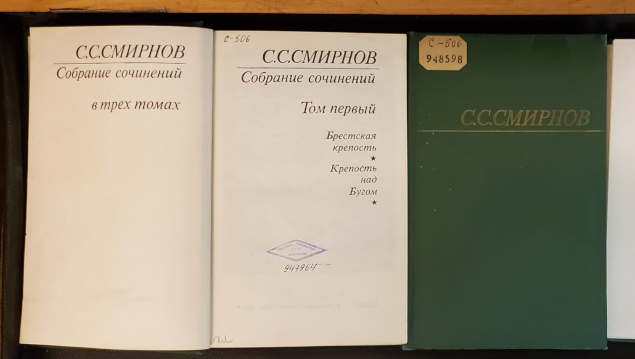 С.С.СМИРНОВ
Собрание сочинений
в трех томах
С-506
С.С.СМИРНОВ
Собрание сочинений
Том первый
Брестская
крепость
★
Крепость
над
Бугом
★
947964
С-506
948598
С.С.СМИРНОВ